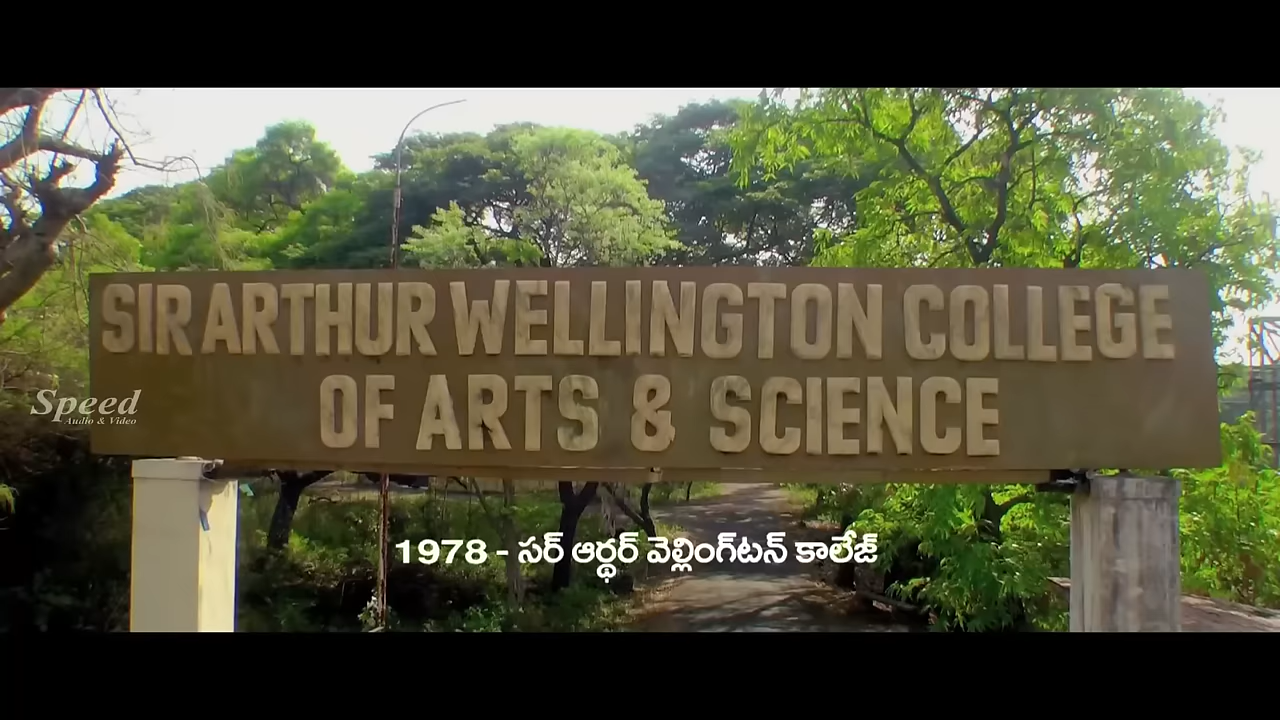 SIR ARTHUR WELLINGTON COLLEGE
OF ARTS & SCIENCE
Speed
Audio & Video
1978 - సర్ ఆర్థర్ వెల్లింగ్‌టన్ కాలేజ్